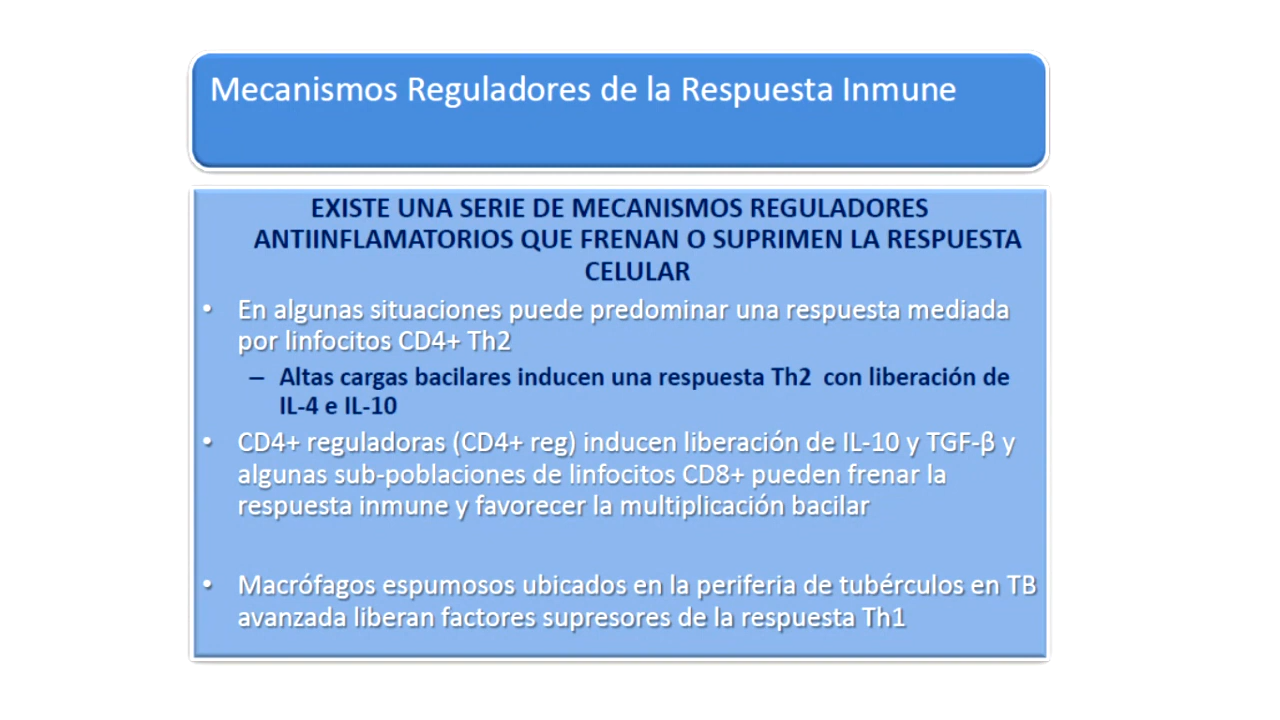 Mecanismos Reguladores de la Respuesta Inmune
EXISTE UNA SERIE DE MECANISMOS REGULADORES
ANTIINFLAMATORIOS QUE FRENAN O SUPRIMEN LA RESPUESTA
CELULAR
• En algunas situaciones puede predominar una respuesta mediada
por linfocitos CD4+ Th2
– Altas cargas bacilares inducen una respuesta Th2 con liberación de
IL-4 e IL-10
• CD4+ reguladoras (CD4+ reg) inducen liberación de IL-10 y TGF-β y
algunas sub-poblaciones de linfocitos CD8+ pueden frenar la
respuesta inmune y favorecer la multiplicación bacilar
• Macrófagos espumosos ubicados en la periferia de tubérculos en TB
avanzada liberan factores supresores de la respuesta Th1